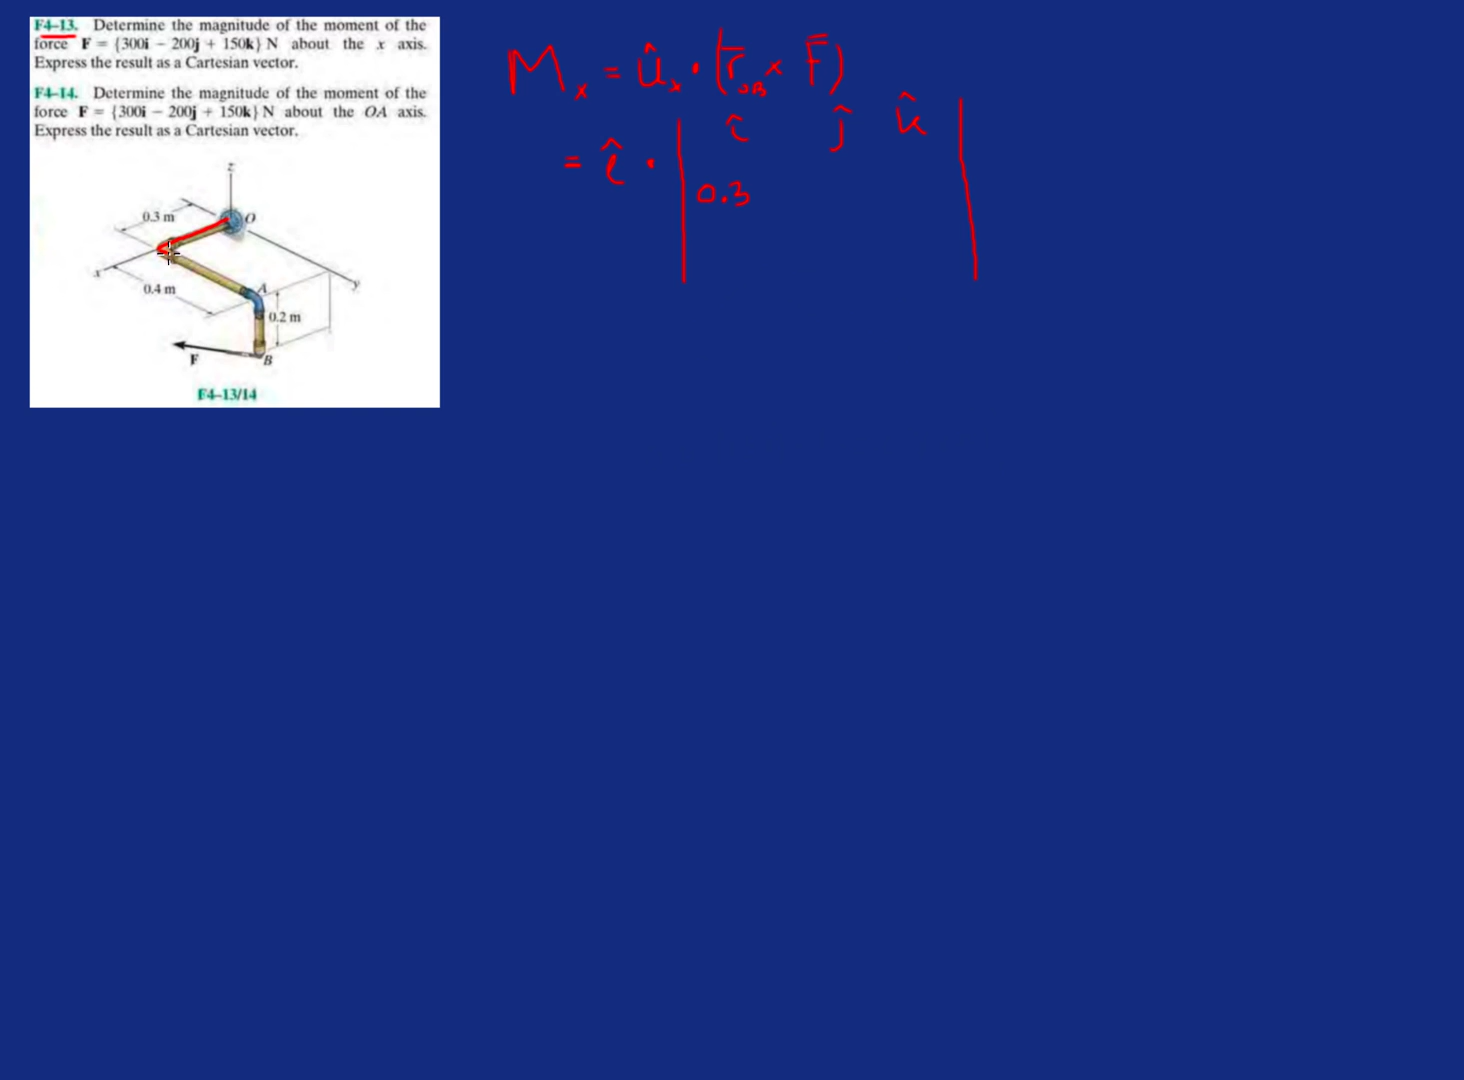 F4–13. Determine the magnitude of the moment of the
force F = {300i − 200j + 150k} N about the x axis.
Express the result as a Cartesian vector.
F4–14. Determine the magnitude of the moment of the
force F = {300i − 200j + 150k} N about the OA axis.
Express the result as a Cartesian vector.
z
0.3 m
O
x
0.4 m
A
y
0.2 m
F
B
F4–13/14
Mₓ = ûₓ · (r̄_OB × F̄)
= î · | î ĵ k̂ |
0.3